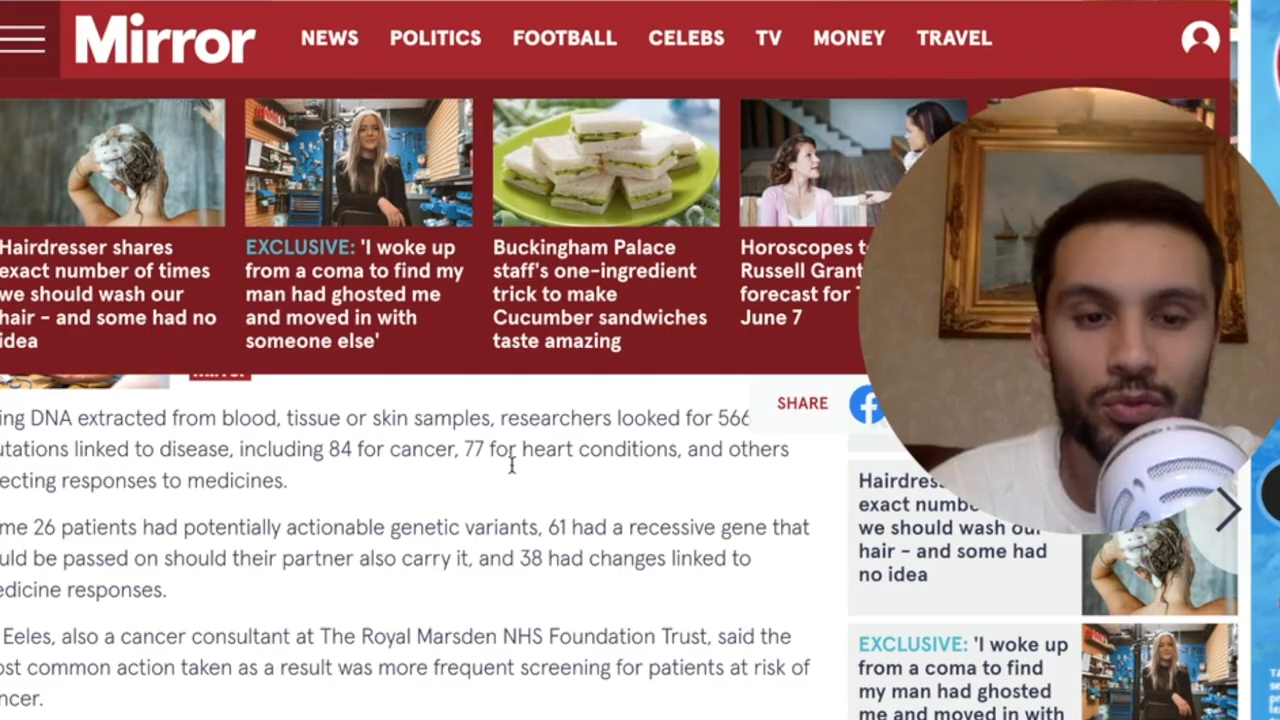 Mirror
NEWS POLITICS FOOTBALL CELEBS TV MONEY TRAVEL
Hairdresser shares
exact number of times
we should wash our
hair - and some had no
idea
EXCLUSIVE: 'I woke up
from a coma to find my
man had ghosted me
and moved in with
someone else'
Buckingham Palace
staff's one-ingredient
trick to make
Cucumber sandwiches
taste amazing
Horoscopes
Russell Grant
forecast for
June 7
Mirror
SHARE
ing DNA extracted from blood, tissue or skin samples, researchers looked for 566
utations linked to disease, including 84 for cancer, 77 for heart conditions, and others
ecting responses to medicines.
me 26 patients had potentially actionable genetic variants, 61 had a recessive gene that
uld be passed on should their partner also carry it, and 38 had changes linked to
edicine responses.
Eeles, also a cancer consultant at The Royal Marsden NHS Foundation Trust, said the
ost common action taken as a result was more frequent screening for patients at risk of
ncer.
Hairdres
exact numb
we should wash our
hair - and some had
no idea
EXCLUSIVE: 'I woke up
from a coma to find
my man had ghosted
me and moved in with